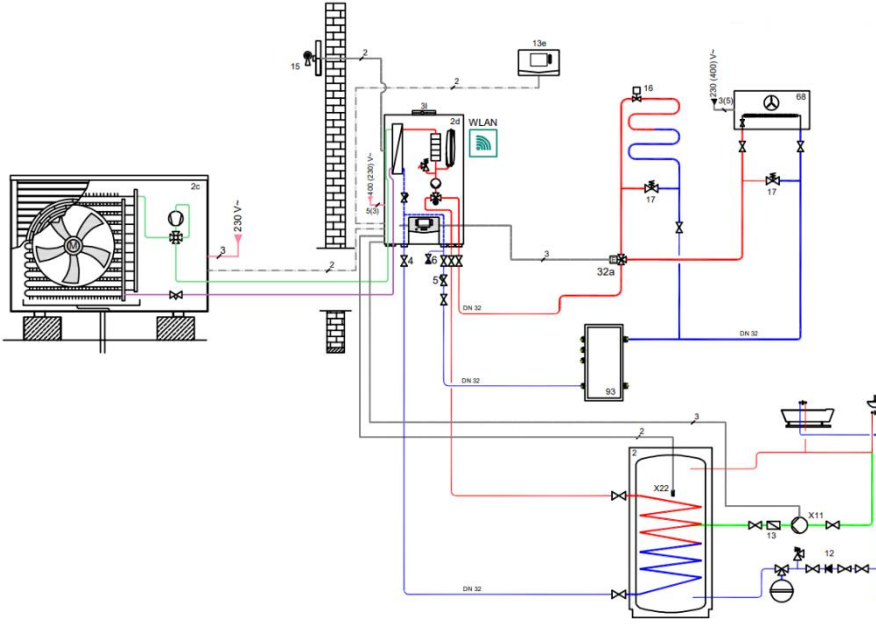 13e
2
15
2
230 (400) V~
3(5)
16
68
3l
2d
WLAN
2c
230 V~
3
400 (230) V~
5(3)
17
17
2
3
4
6
32a
5
DN 32
DN 32
DN 32
93
3
2
2
X22
X11
13
12
DN 32
M